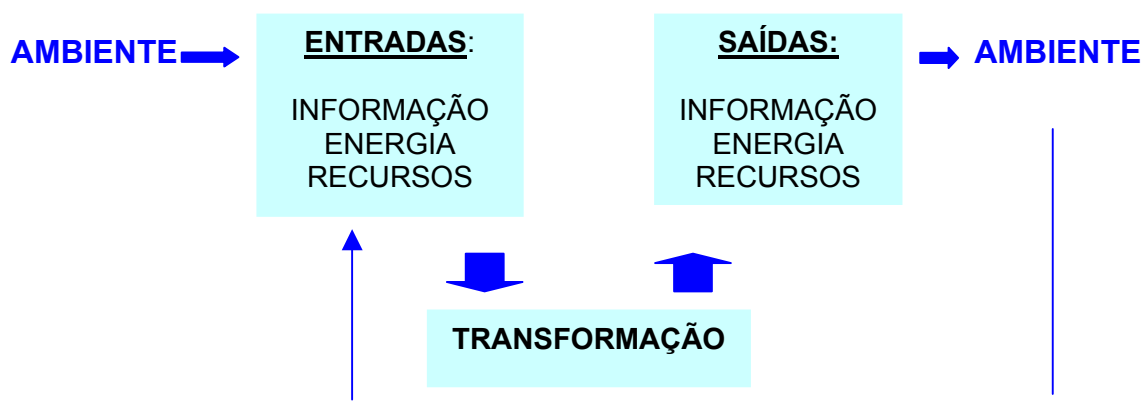 AMBIENTE
ENTRADAS:
INFORMAÇÃO
ENERGIA
RECURSOS
SAÍDAS:
INFORMAÇÃO
ENERGIA
RECURSOS
AMBIENTE
TRANSFORMAÇÃO